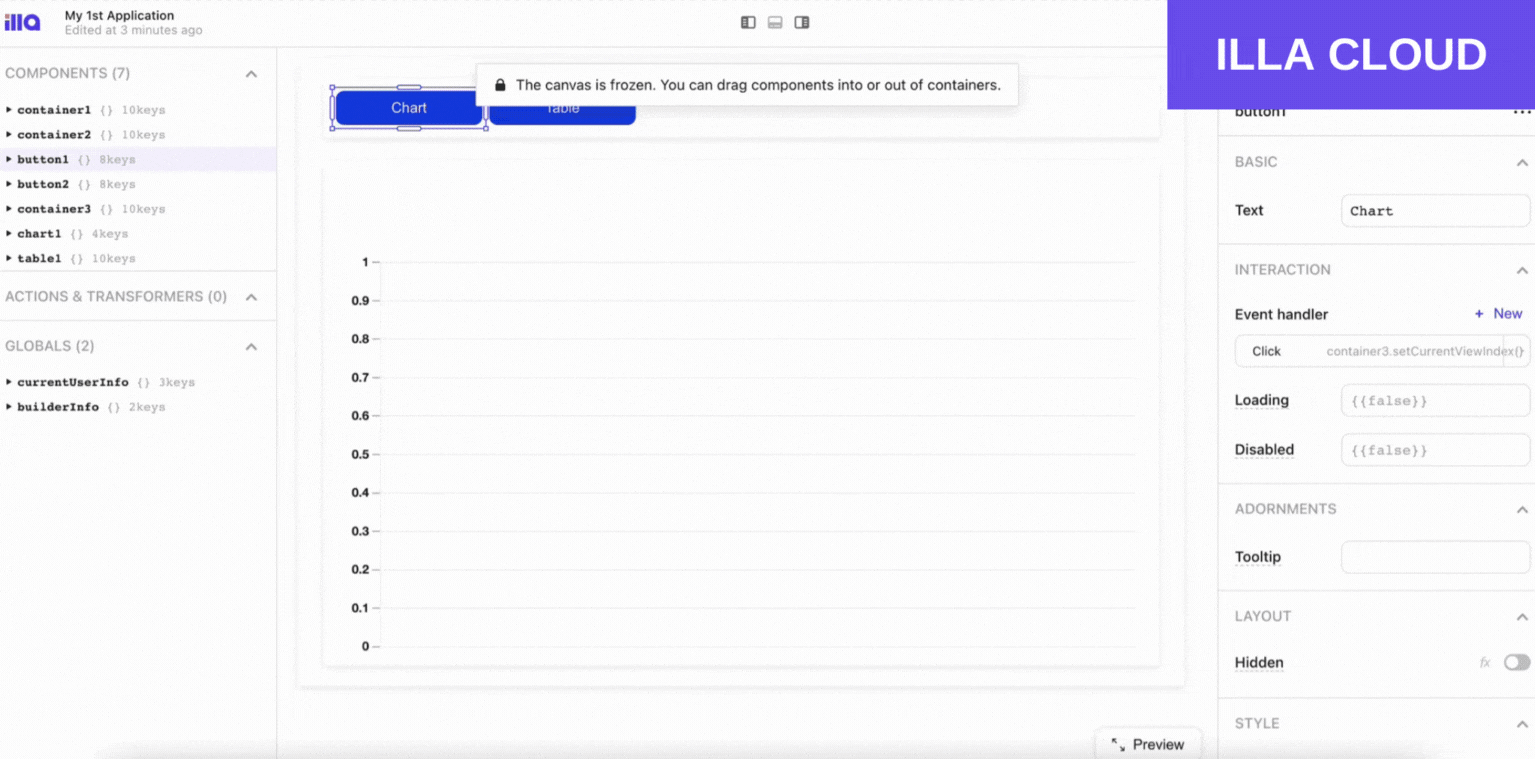 illa
My 1st Application
Edited at 3 minutes ago
ILLA CLOUD
COMPONENTS (7)
container1 {} 10keys
container2 {} 10keys
button1 {} 8keys
button2 {} 8keys
container3 {} 10keys
chart1 {} 4keys
table1 {} 10keys
ACTIONS & TRANSFORMERS (0)
GLOBALS (2)
currentUserInfo {} 3keys
builderInfo {} 2keys
The canvas is frozen. You can drag components into or out of containers.
Chart
Table
1
0.9
0.8
0.7
0.6
0.5
0.4
0.3
0.2
0.1
0
Preview
button1
BASIC
Text
Chart
INTERACTION
Event handler
+ New
Click container3.setCurrentViewIndex()
Loading
{{false}}
Disabled
{{false}}
ADORNMENTS
Tooltip
LAYOUT
Hidden
fx
STYLE